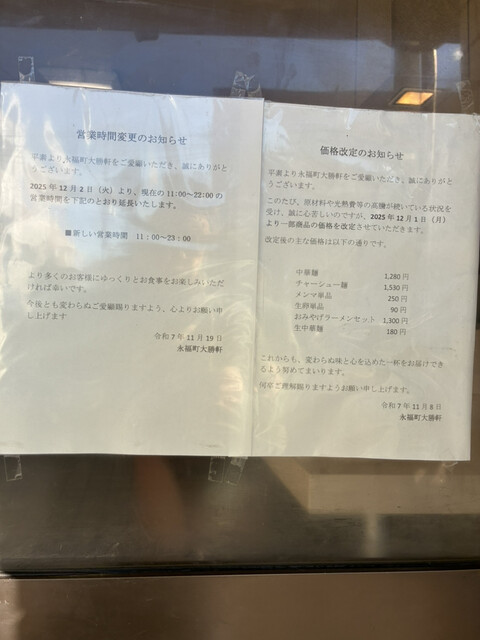 営業時間変更のお知らせ
平素より永福町大勝軒をご愛顧いただき、誠にありがと
うございます。
2025年12月2日（火）より、現在の11:00～22:00の
営業時間を下記のとおり延長いたします。
■新しい営業時間　11：00～23：00
より多くのお客様にゆっくりとお食事をお楽しみいただ
ければ幸いです。
今後とも変わらぬご愛顧賜りますよう、心よりお願い申
し上げます
令和7年11月19日
永福町大勝軒
価格改定のお知らせ
平素より永福町大勝軒をご愛顧いただき、誠にありがと
うございます。
このたび、原材料や光熱費等の高騰が続いている状況を
受け、誠に心苦しいのですが、2025年12月1日（月）
より一部商品の価格を改定させていただきます。
改定後の主な価格は以下の通りです。
中華麺　1,280円
チャーシュー麺　1,530円
メンマ単品　250円
生卵単品　90円
おみやげラーメンセット　1,300円
生中華麺　180円
これからも、変わらぬ味と心を込めた一杯をお届けでき
るよう努めてまいります。
何卒ご理解賜りますようお願い申し上げます。
令和7年11月8日
永福町大勝軒